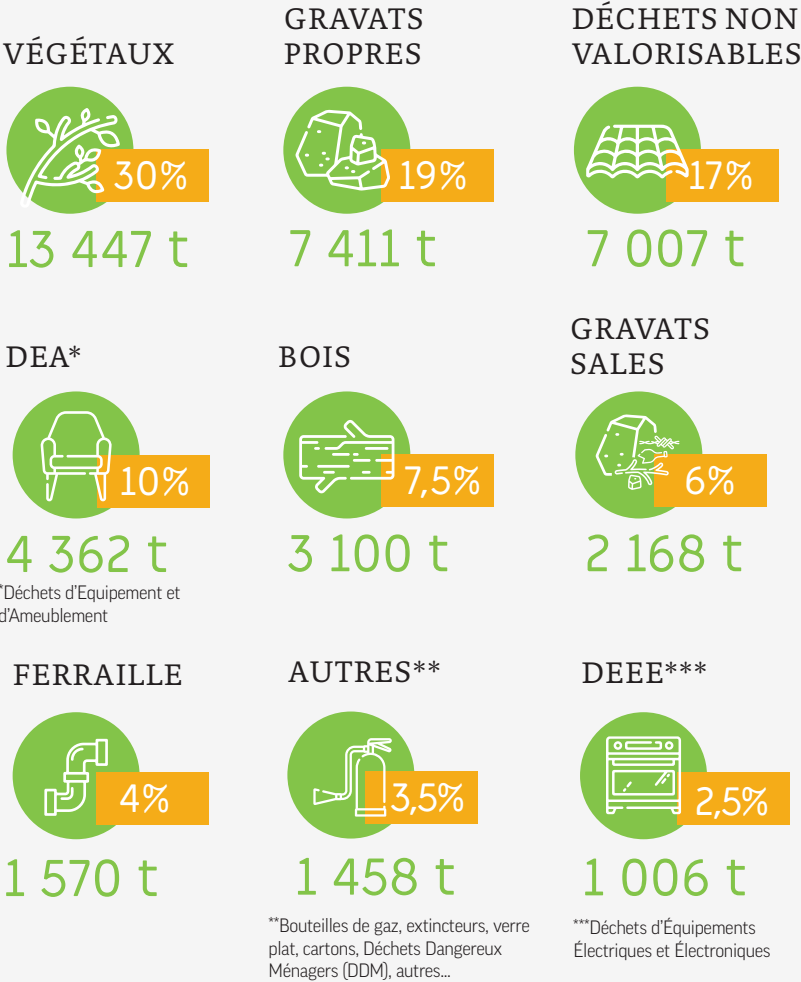 VÉGÉTAUX
30%
13 447 t
GRAVATS
PROPRES
19%
7 411 t
DÉCHETS NON
VALORISABLES
17%
7 007 t
DEA*
10%
4 362 t
*Déchets d'Equipement et
d'Ameublement
BOIS
7,5%
3 100 t
GRAVATS
SALES
6%
2 168 t
FERRAILLE
4%
1 570 t
AUTRES**
3,5%
1 458 t
**Bouteilles de gaz, extincteurs, verre
plat, cartons, Déchets Dangereux
Ménagers (DDM), autres...
DEEE***
2,5%
1 006 t
***Déchets d'Équipements
Électriques et Électroniques